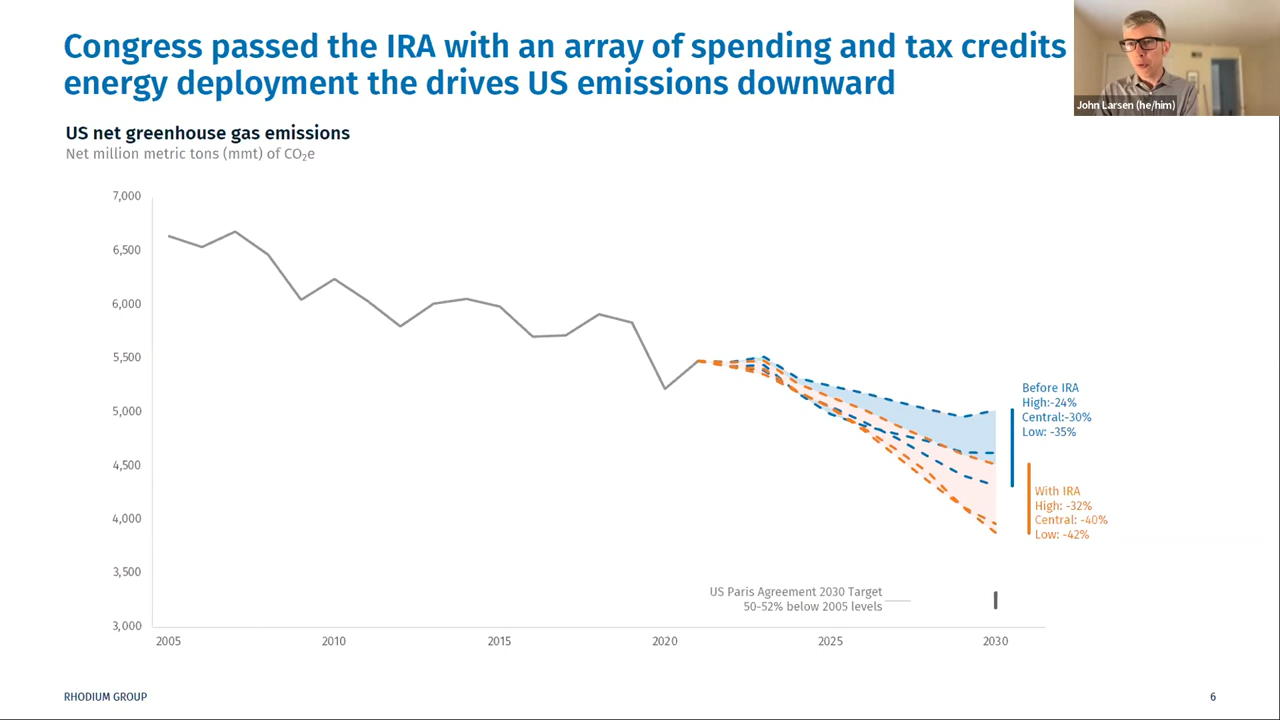 Congress passed the IRA with an array of spending and tax credits
energy deployment the drives US emissions downward
John Larsen (he/him)
US net greenhouse gas emissions
Net million metric tons (mmt) of CO₂e
7,000
6,500
6,000
5,500
5,000
4,500
4,000
3,500
3,000
2005
2010
2015
2020
2025
2030
Before IRA
High:-24%
Central:-30%
Low: -35%
With IRA
High: -32%
Central: -40%
Low: -42%
US Paris Agreement 2030 Target
50-52% below 2005 levels
RHODIUM GROUP
6